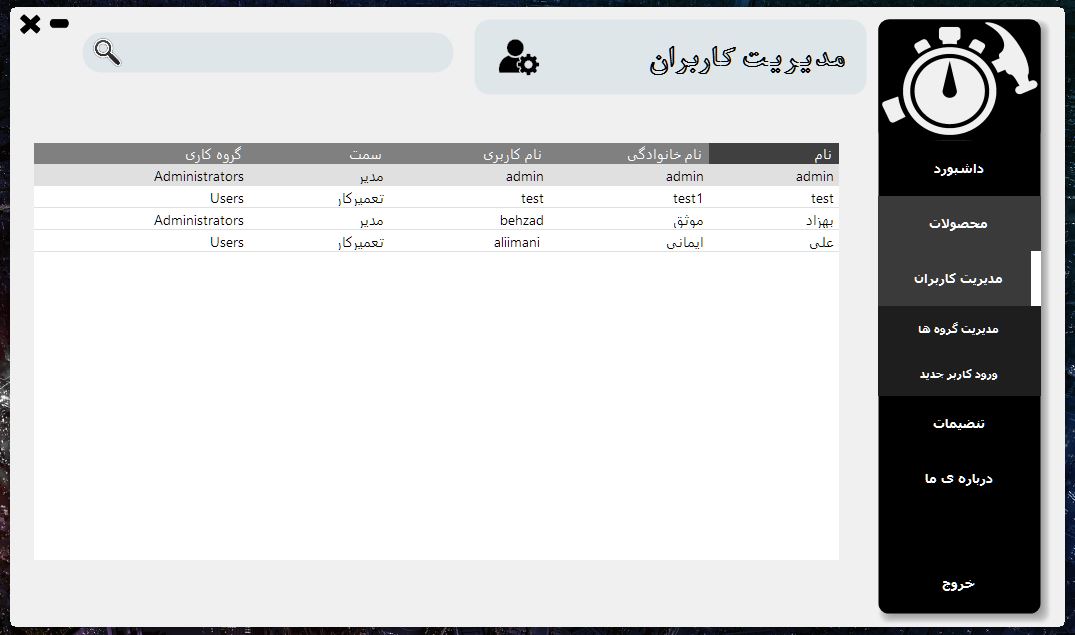 مدیریت کاربران
نام نام خانوادگی نام کاربری سمت گروه کاری
admin admin admin مدیر Administrators
test test1 test تعمیرکار Users
بهزاد موثق behzad مدیر Administrators
علی ایمانی aliimani تعمیرکار Users
داشبورد
محصولات
مدیریت کاربران
مدیریت گروه ها
ورود کاربر جدید
تنضیمات
درباره ی ما
خروج